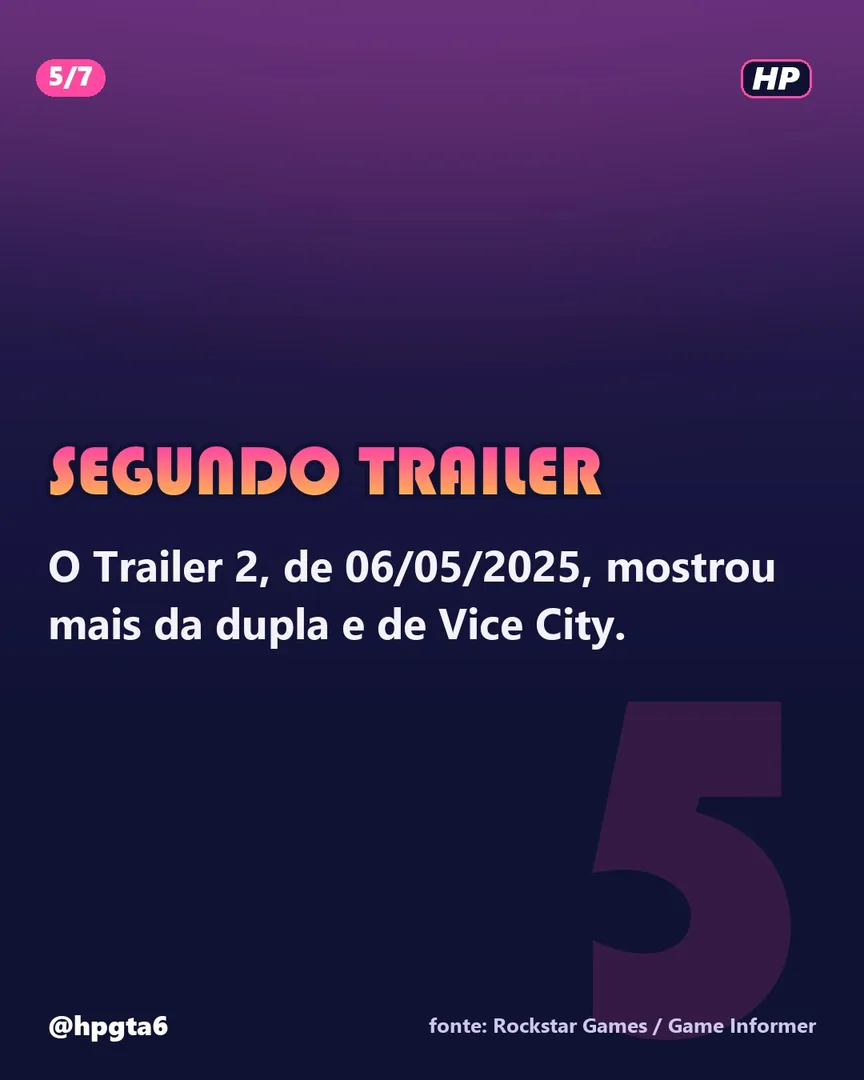 5/7
HP
SEGUNDO TRAILER
O Trailer 2, de 06/05/2025, mostrou
mais da dupla e de Vice City.
5
@hpgta6
fonte: Rockstar Games / Game Informer